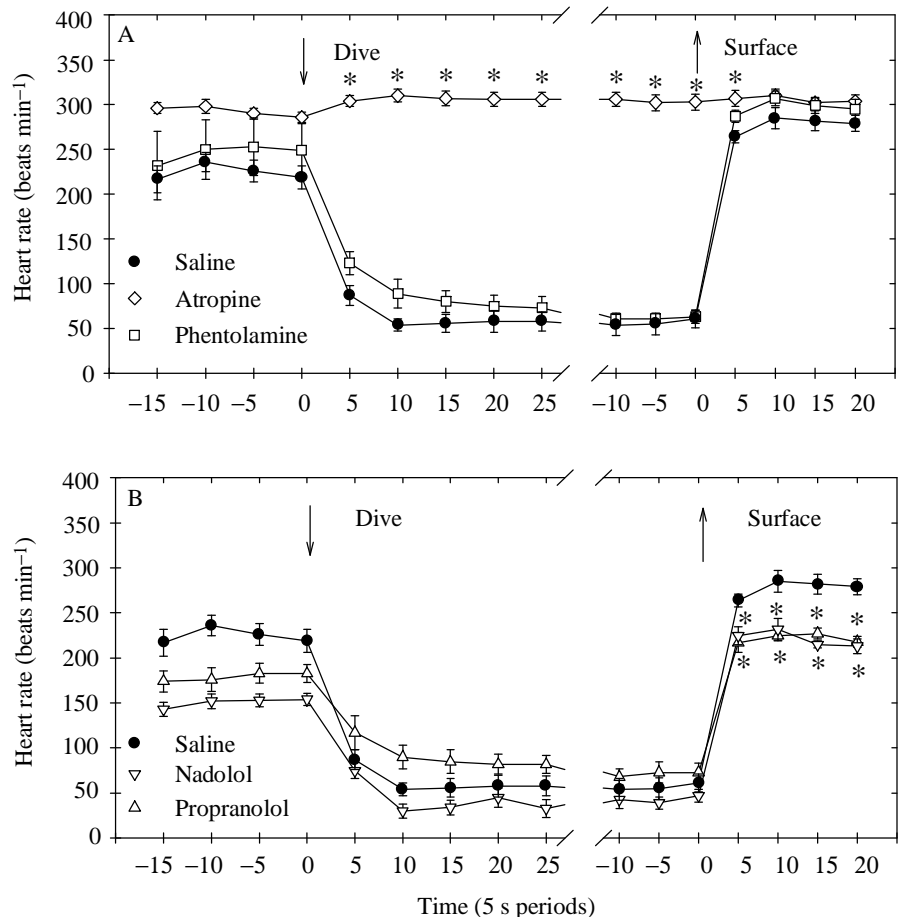 A
Dive
Surface
Heart rate (beats min⁻¹)
400
350
300
250
200
150
100
50
0
* * * * * * * * *
Saline
Atropine
Phentolamine
−15 −10 −5 0 5 10 15 20 25 −10 −5 0 5 10 15 20
B
Dive
Surface
Heart rate (beats min⁻¹)
400
350
300
250
200
150
100
50
0
* * * *
* * * *
Saline
Nadolol
Propranolol
−15 −10 −5 0 5 10 15 20 25 −10 −5 0 5 10 15 20
Time (5 s periods)